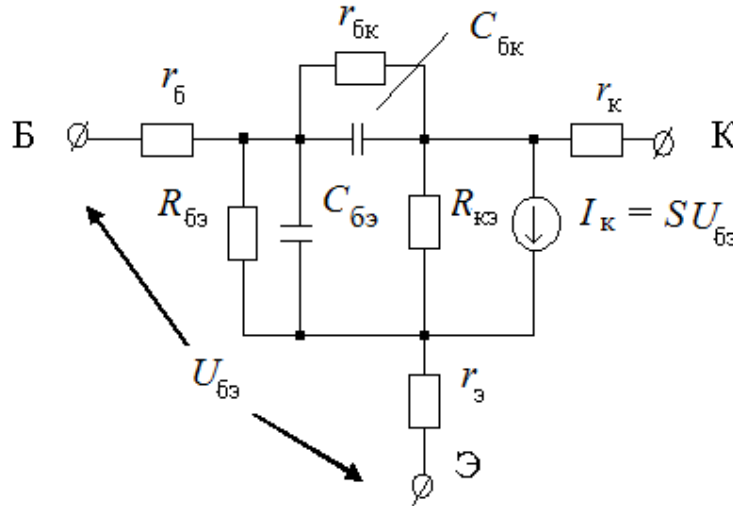 r_бк
C_бк
r_б
r_к
Б
К
R_бэ
C_бэ
R_кэ
I_к = SU_бэ
U_бэ
r_э
Э